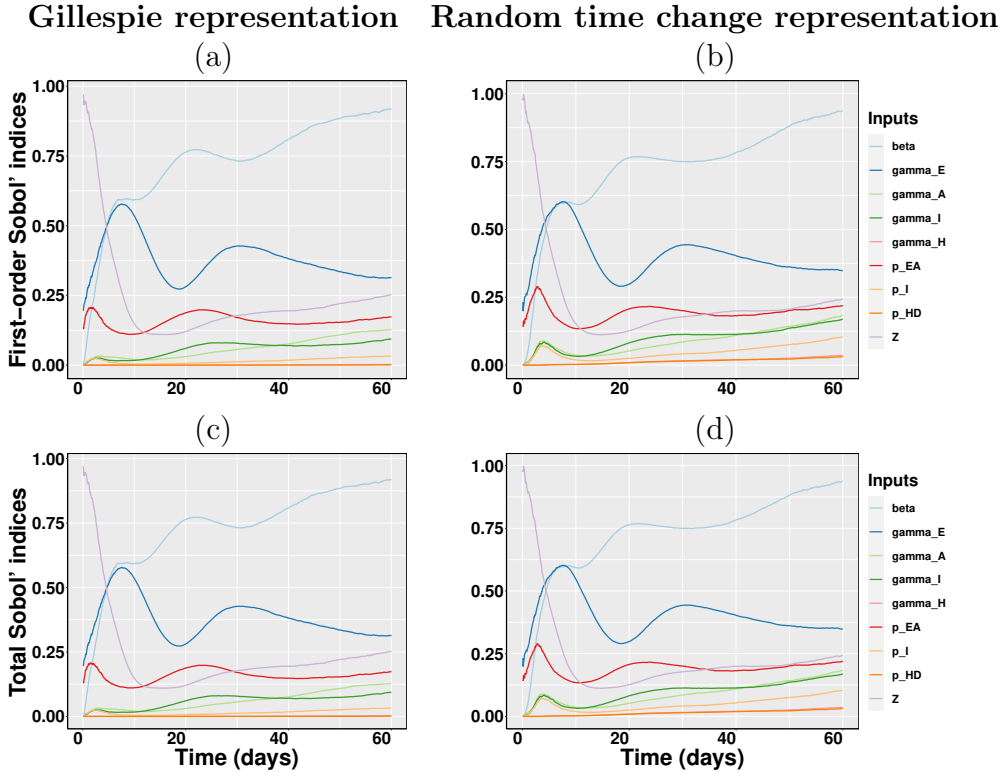 Gillespie representation
Random time change representation
(a)
(b)
First−order Sobol' indices
1.00
0.75
0.50
0.25
0.00
0
20
40
60
1.00
0.75
0.50
0.25
0.00
0
20
40
60
Inputs
beta
gamma_E
gamma_A
gamma_I
gamma_H
p_EA
p_I
p_HD
Z
(c)
(d)
Total Sobol' indices
1.00
0.75
0.50
0.25
0.00
0
20
40
60
Time (days)
1.00
0.75
0.50
0.25
0.00
0
20
40
60
Time (days)
Inputs
beta
gamma_E
gamma_A
gamma_I
gamma_H
p_EA
p_I
p_HD
Z